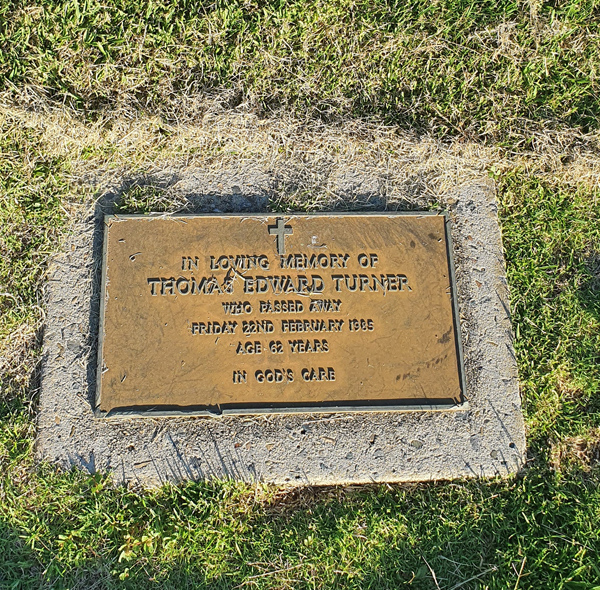 IN LOVING MEMORY OF
THOMAS EDWARD TURNER
WHO PASSED AWAY
FRIDAY 22ND FEBRUARY 1985
AGE 62 YEARS
IN GOD'S CARE